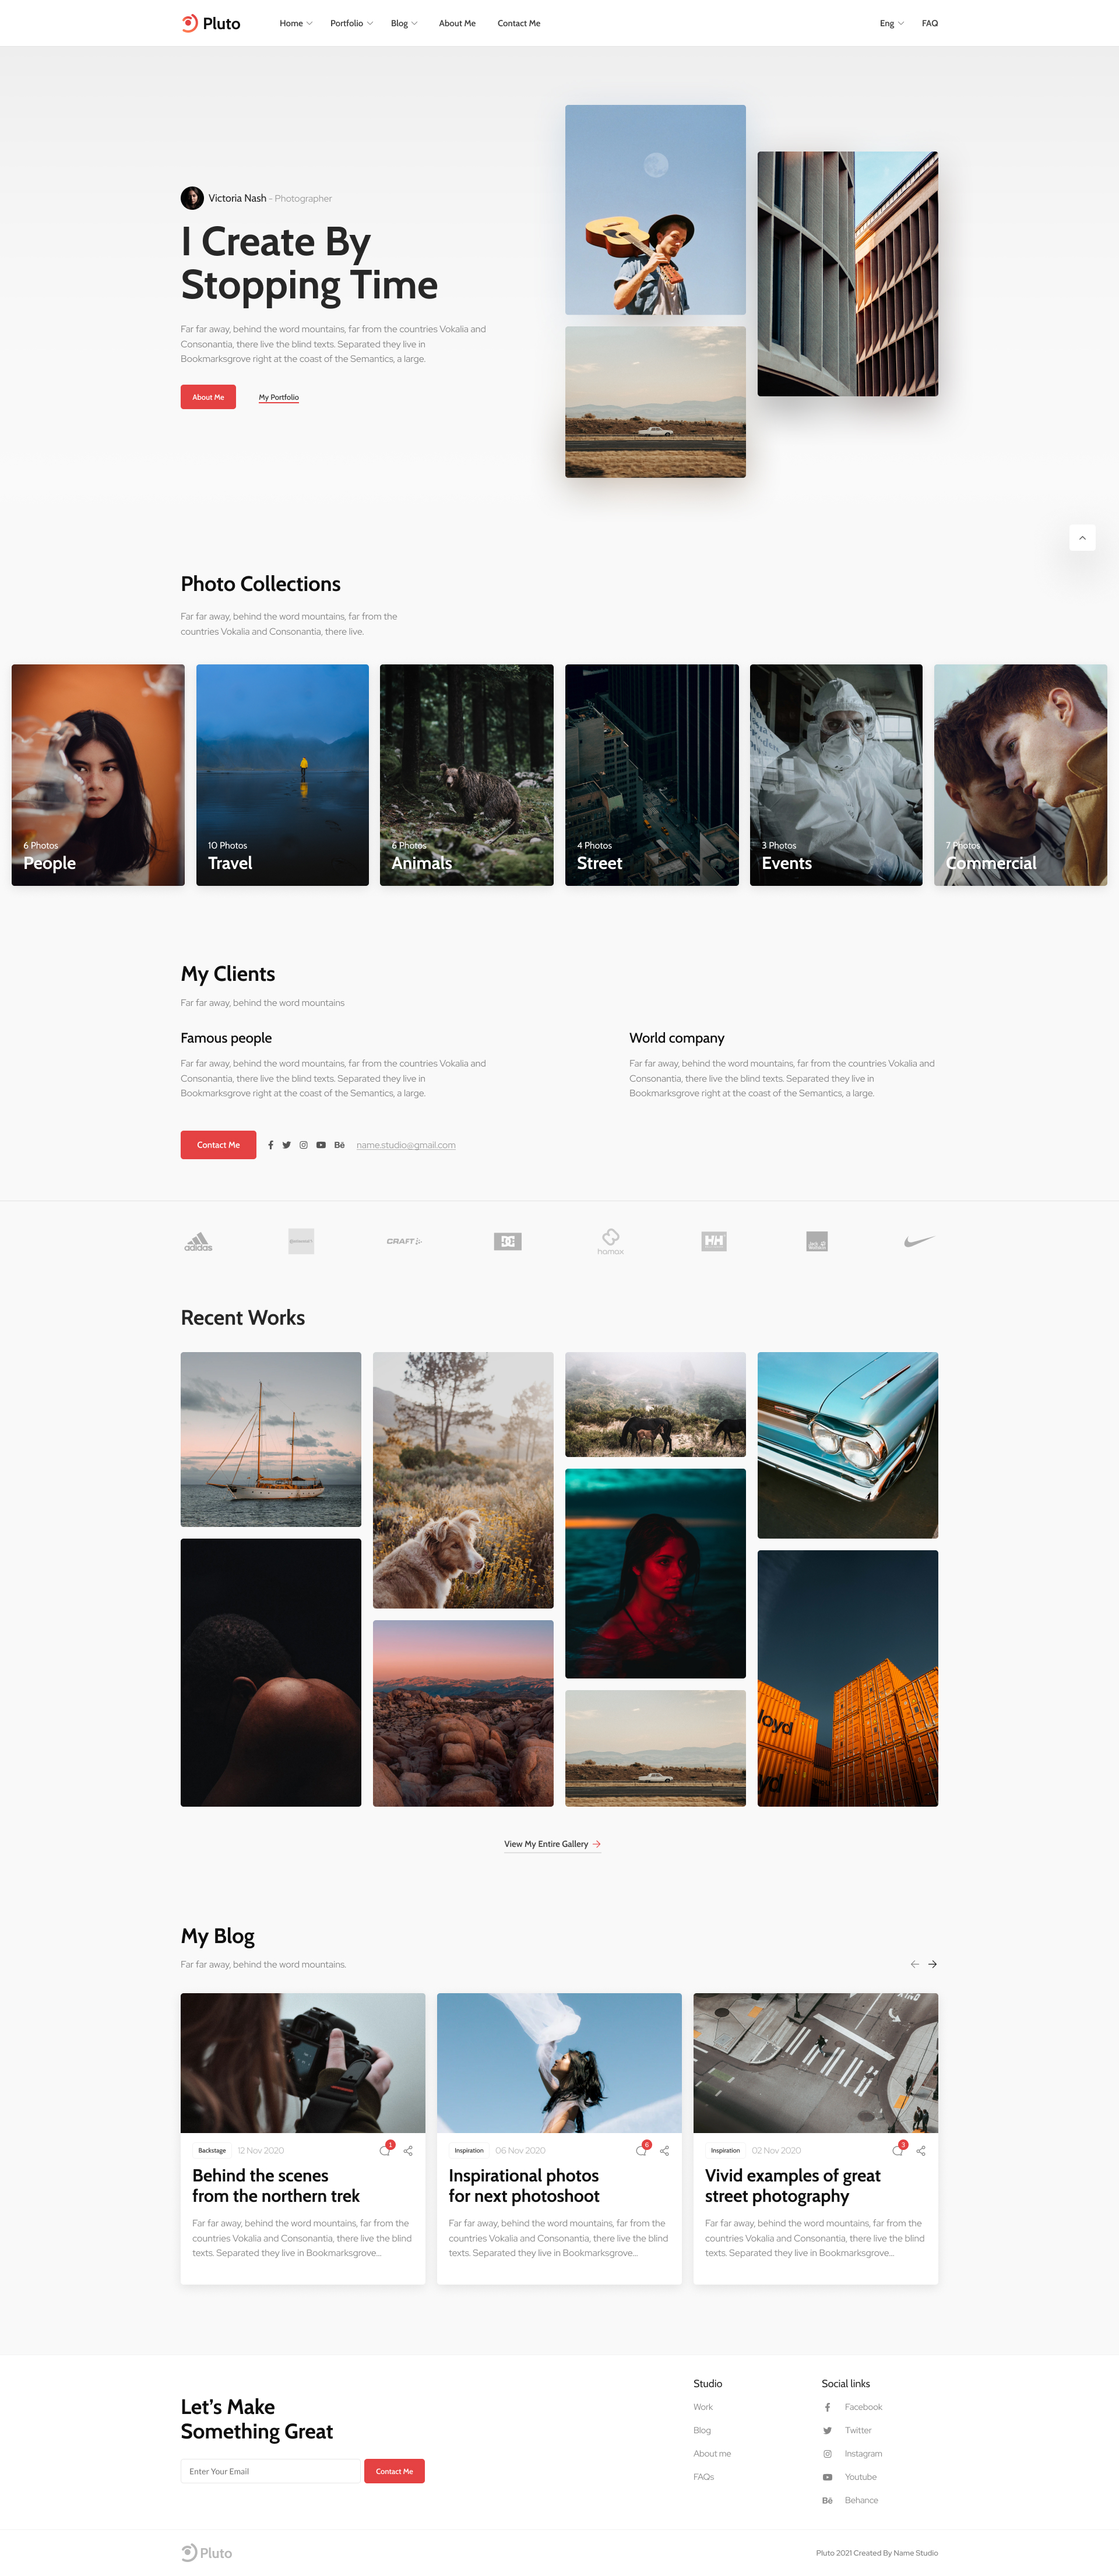 Pluto
Home
Portfolio
Blog
About Me
Contact Me
Eng
FAQ
Victoria Nash - Photographer
I Create By
Stopping Time
Far far away, behind the word mountains, far from the countries Vokalia and
Consonantia, there live the blind texts. Separated they live in
Bookmarksgrove right at the coast of the Semantics, a large.
About Me
My Portfolio
Photo Collections
Far far away, behind the word mountains, far from the
countries Vokalia and Consonantia, there live.
6 Photos
People
10 Photos
Travel
6 Photos
Animals
4 Photos
Street
3 Photos
Events
7 Photos
Commercial
My Clients
Far far away, behind the word mountains
Famous people
Far far away, behind the word mountains, far from the countries Vokalia and
Consonantia, there live the blind texts. Separated they live in
Bookmarksgrove right at the coast of the Semantics, a large.
World company
Far far away, behind the word mountains, far from the countries Vokalia and
Consonantia, there live the blind texts. Separated they live in
Bookmarksgrove right at the coast of the Semantics, a large.
Contact Me
Bē
name.studio@gmail.com
adidas
CRAFT
DC
hamax
HH
Recent Works
loyd
yd
View My Entire Gallery
My Blog
Far far away, behind the word mountains.
Backstage
12 Nov 2020
1
Behind the scenes
from the northern trek
Far far away, behind the word mountains, far from the
countries Vokalia and Consonantia, there live the blind
texts. Separated they live in Bookmarksgrove...
Inspiration
06 Nov 2020
6
Inspirational photos
for next photoshoot
Far far away, behind the word mountains, far from the
countries Vokalia and Consonantia, there live the blind
texts. Separated they live in Bookmarksgrove...
Inspiration
02 Nov 2020
3
Vivid examples of great
street photography
Far far away, behind the word mountains, far from the
countries Vokalia and Consonantia, there live the blind
texts. Separated they live in Bookmarksgrove...
Let's Make
Something Great
Enter Your Email
Contact Me
Studio
Work
Blog
About me
FAQs
Social links
Facebook
Twitter
Instagram
Youtube
Bē Behance
Pluto
Pluto 2021 Created By Name Studio